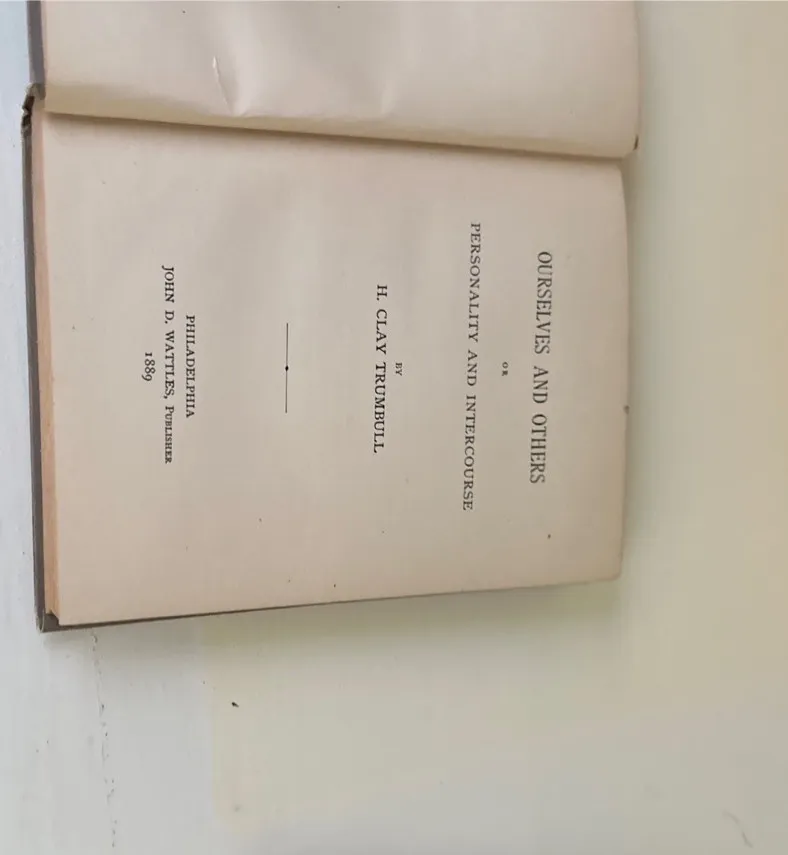 OURSELVES AND OTHERS
OR
PERSONALITY AND INTERCOURSE
BY
H. CLAY TRUMBULL
PHILADELPHIA
JOHN D. WATTLES, PUBLISHER
1889